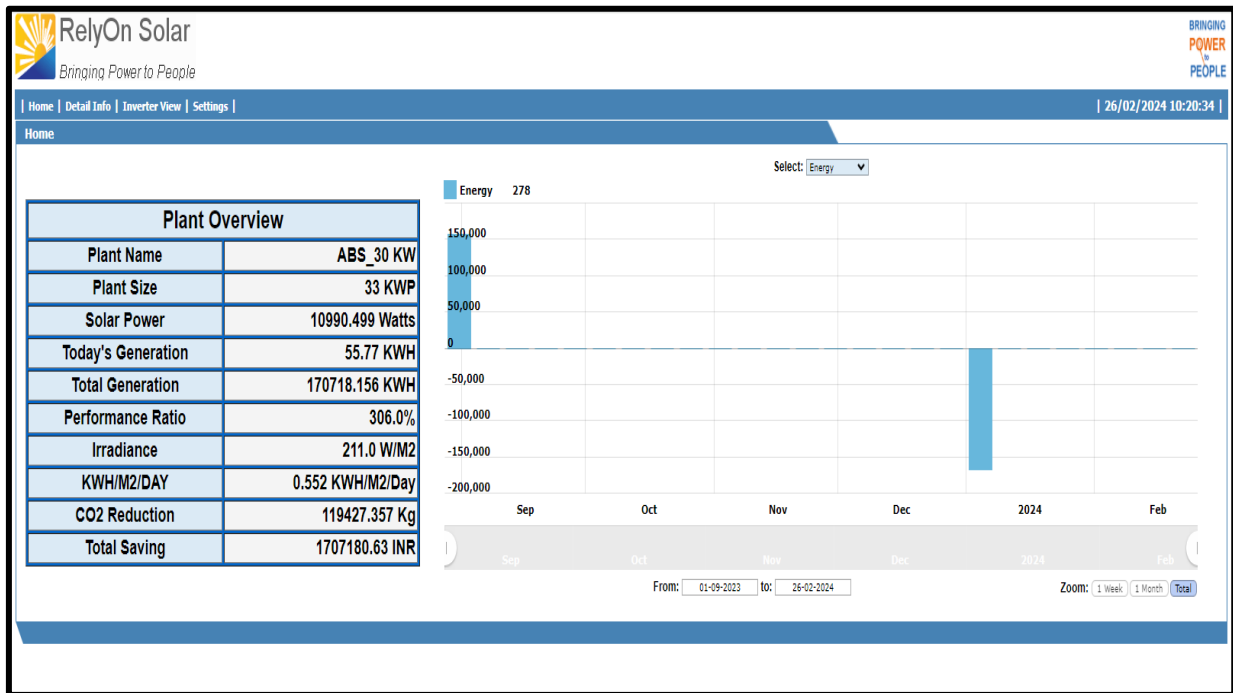 RelyOn Solar
Bringing Power to People
BRINGING
POWER
to
PEOPLE
| Home | Detail Info | Inverter View | Settings |
| 26/02/2024 10:20:34 |
Home
Select: Energy
Energy 278
Plant Overview
Plant Name ABS_30 KW
Plant Size 33 KWP
Solar Power 10990.499 Watts
Today's Generation 55.77 KWH
Total Generation 170718.156 KWH
Performance Ratio 306.0%
Irradiance 211.0 W/M2
KWH/M2/DAY 0.552 KWH/M2/Day
CO2 Reduction 119427.357 Kg
Total Saving 1707180.63 INR
150,000
100,000
50,000
0
-50,000
-100,000
-150,000
-200,000
Sep Oct Nov Dec 2024 Feb
Sep Oct Nov Dec 2024 Feb
From: 01-09-2023 to: 26-02-2024
Zoom: 1 Week 1 Month Total